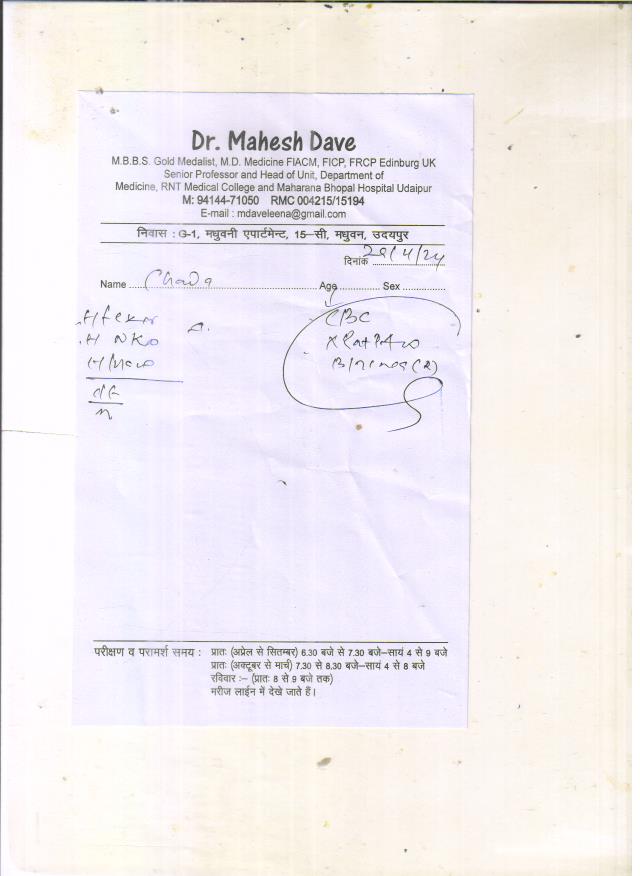 Dr. Mahesh Dave
M.B.B.S. Gold Medalist, M.D. Medicine FIACM, FICP, FRCP Edinburg UK
Senior Professor and Head of Unit, Department of
Medicine, RNT Medical College and Maharana Bhopal Hospital Udaipur
M: 94144-71050 RMC 004215/15194
E-mail : mdaveleena@gmail.com
निवास : G-1, मधुवनी एपार्टमेन्ट, 15–सी, मधुवन, उदयपुर
दिनांक
Name Age Sex
CBC
परीक्षण व परामर्श समय : प्रातः (अप्रेल से सितम्बर) 6.30 बजे से 7.30 बजे–सायं 4 से 9 बजे
प्रातः (अक्टूबर से मार्च) 7.30 से 8.30 बजे–सायं 4 से 8 बजे
रविवार :– (प्रातः 8 से 9 बजे तक)
मरीज लाईन में देखे जाते हैं।